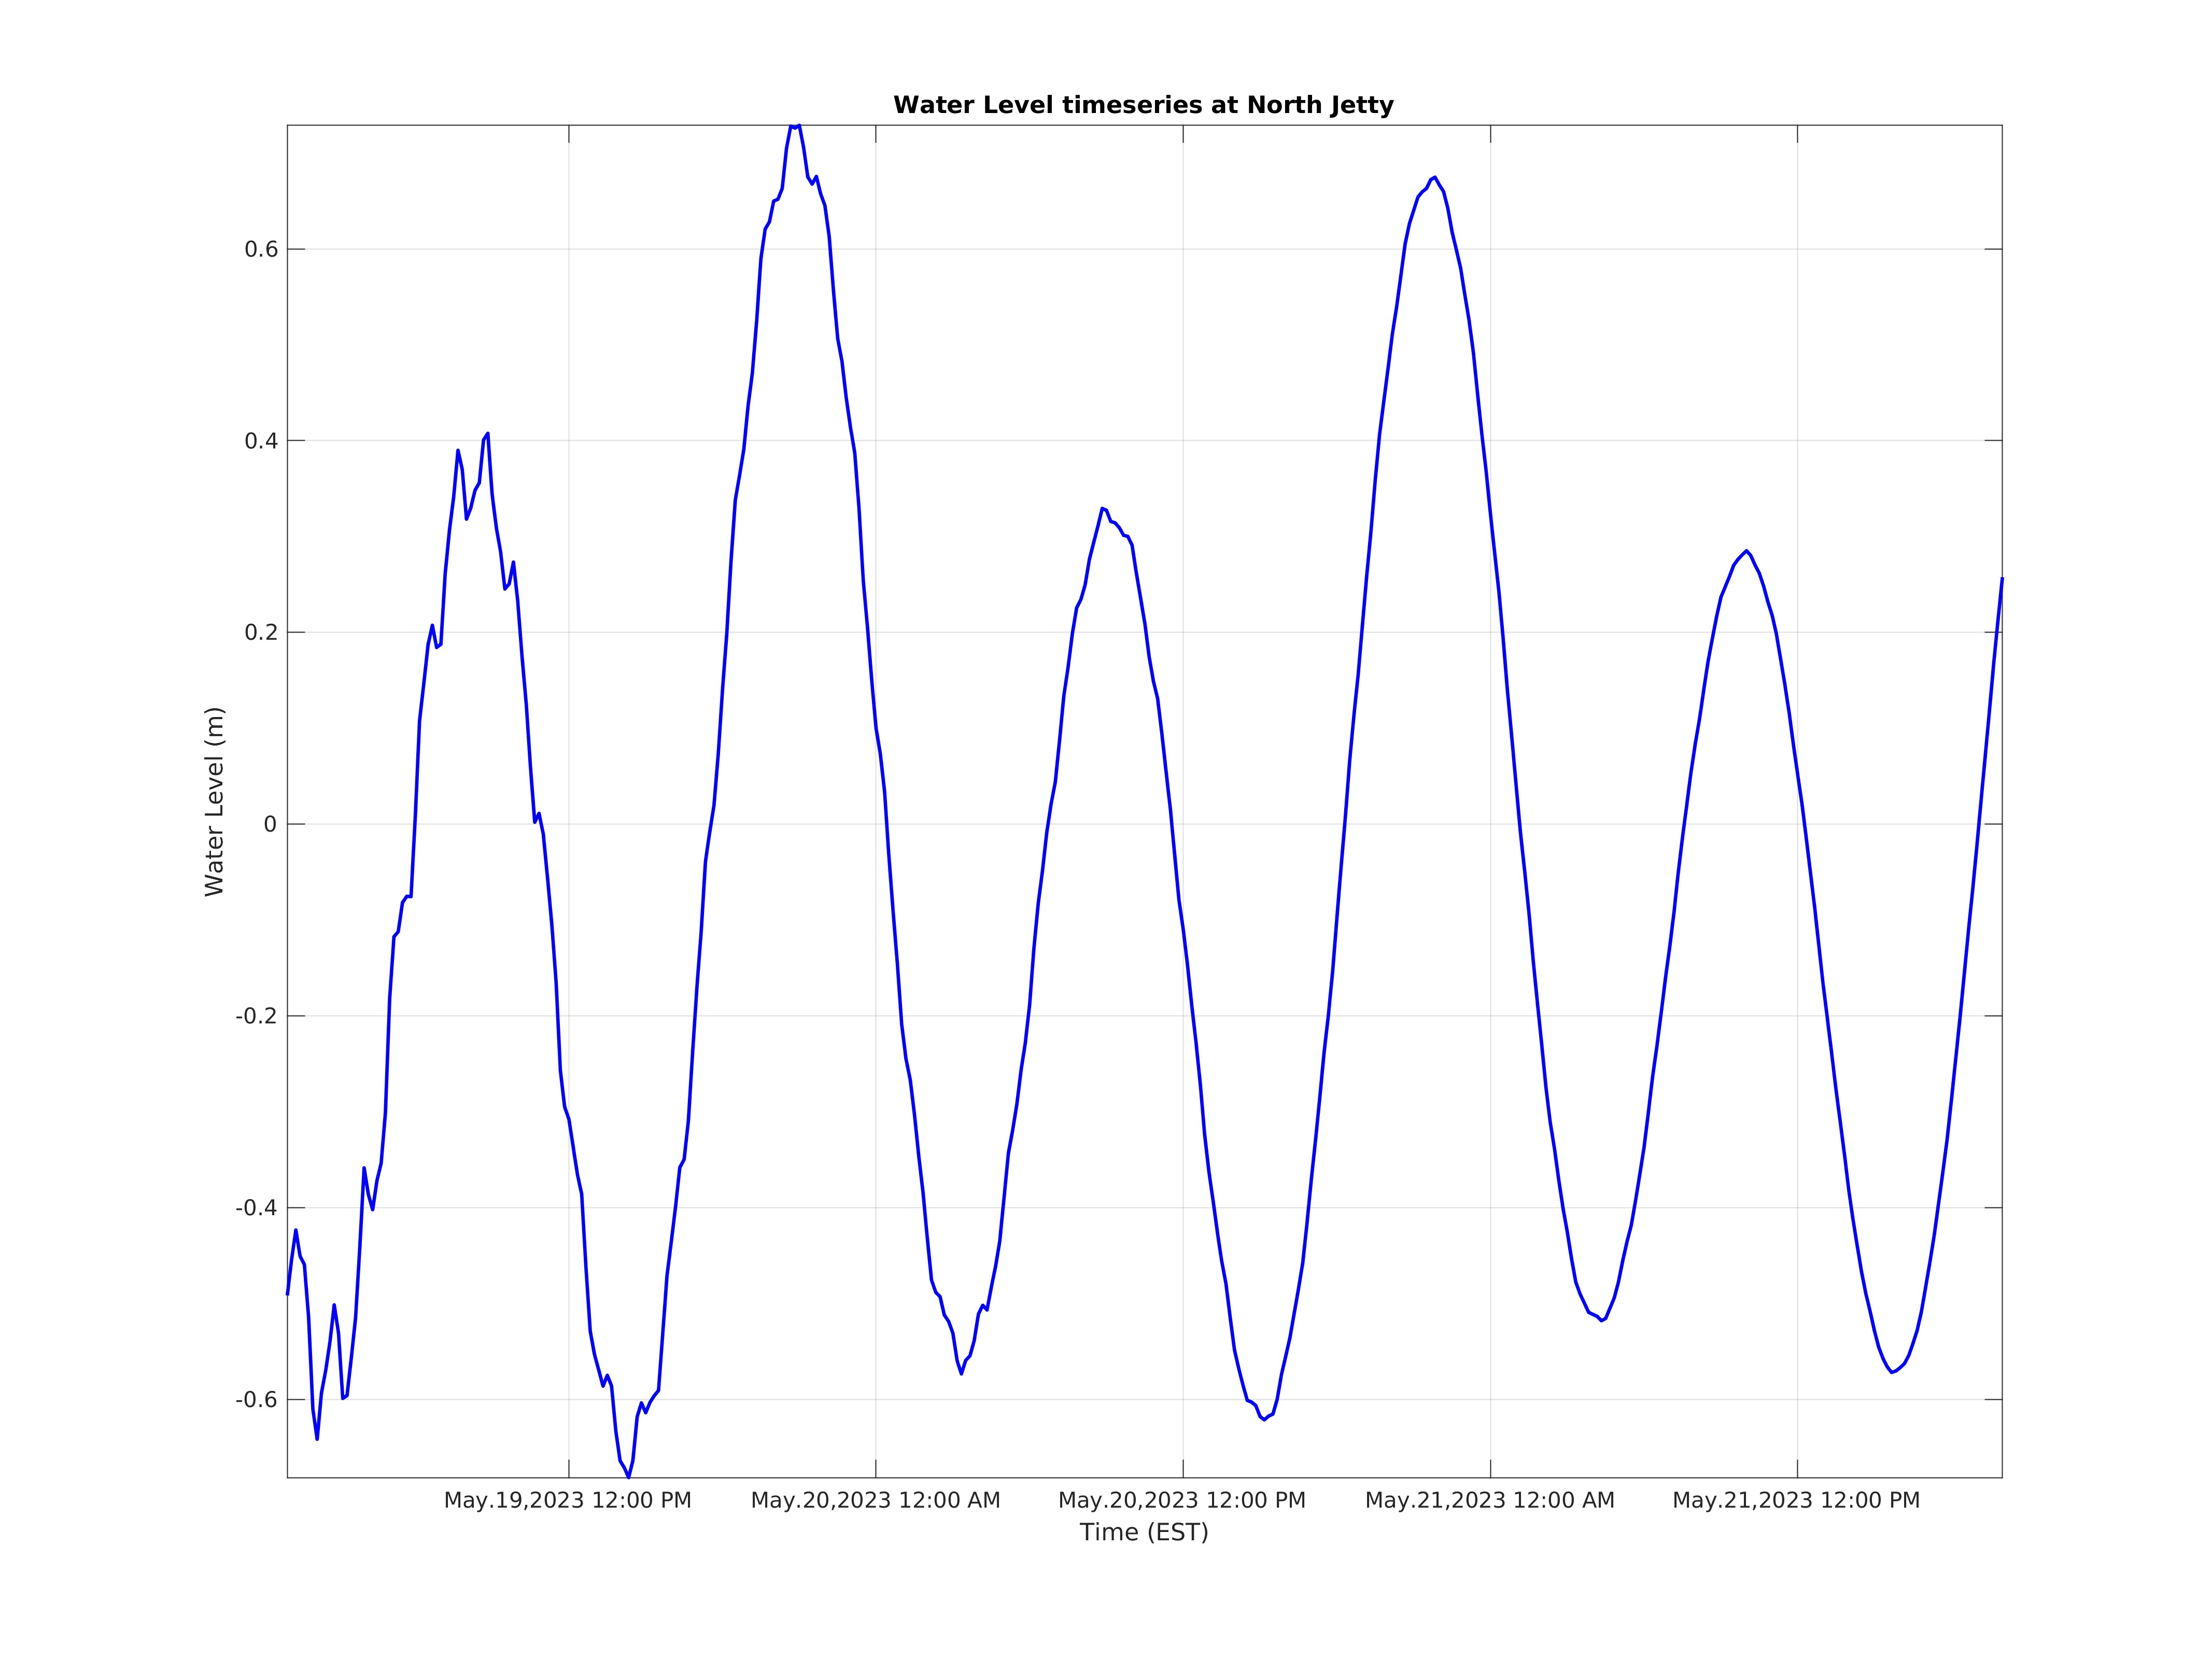 Water Level timeseries at North Jetty
0.6
0.4
0.2
0
-0.2
-0.4
-0.6
Water Level (m)
May.19,2023 12:00 PM May.20,2023 12:00 AM May.20,2023 12:00 PM May.21,2023 12:00 AM May.21,2023 12:00 PM
Time (EST)